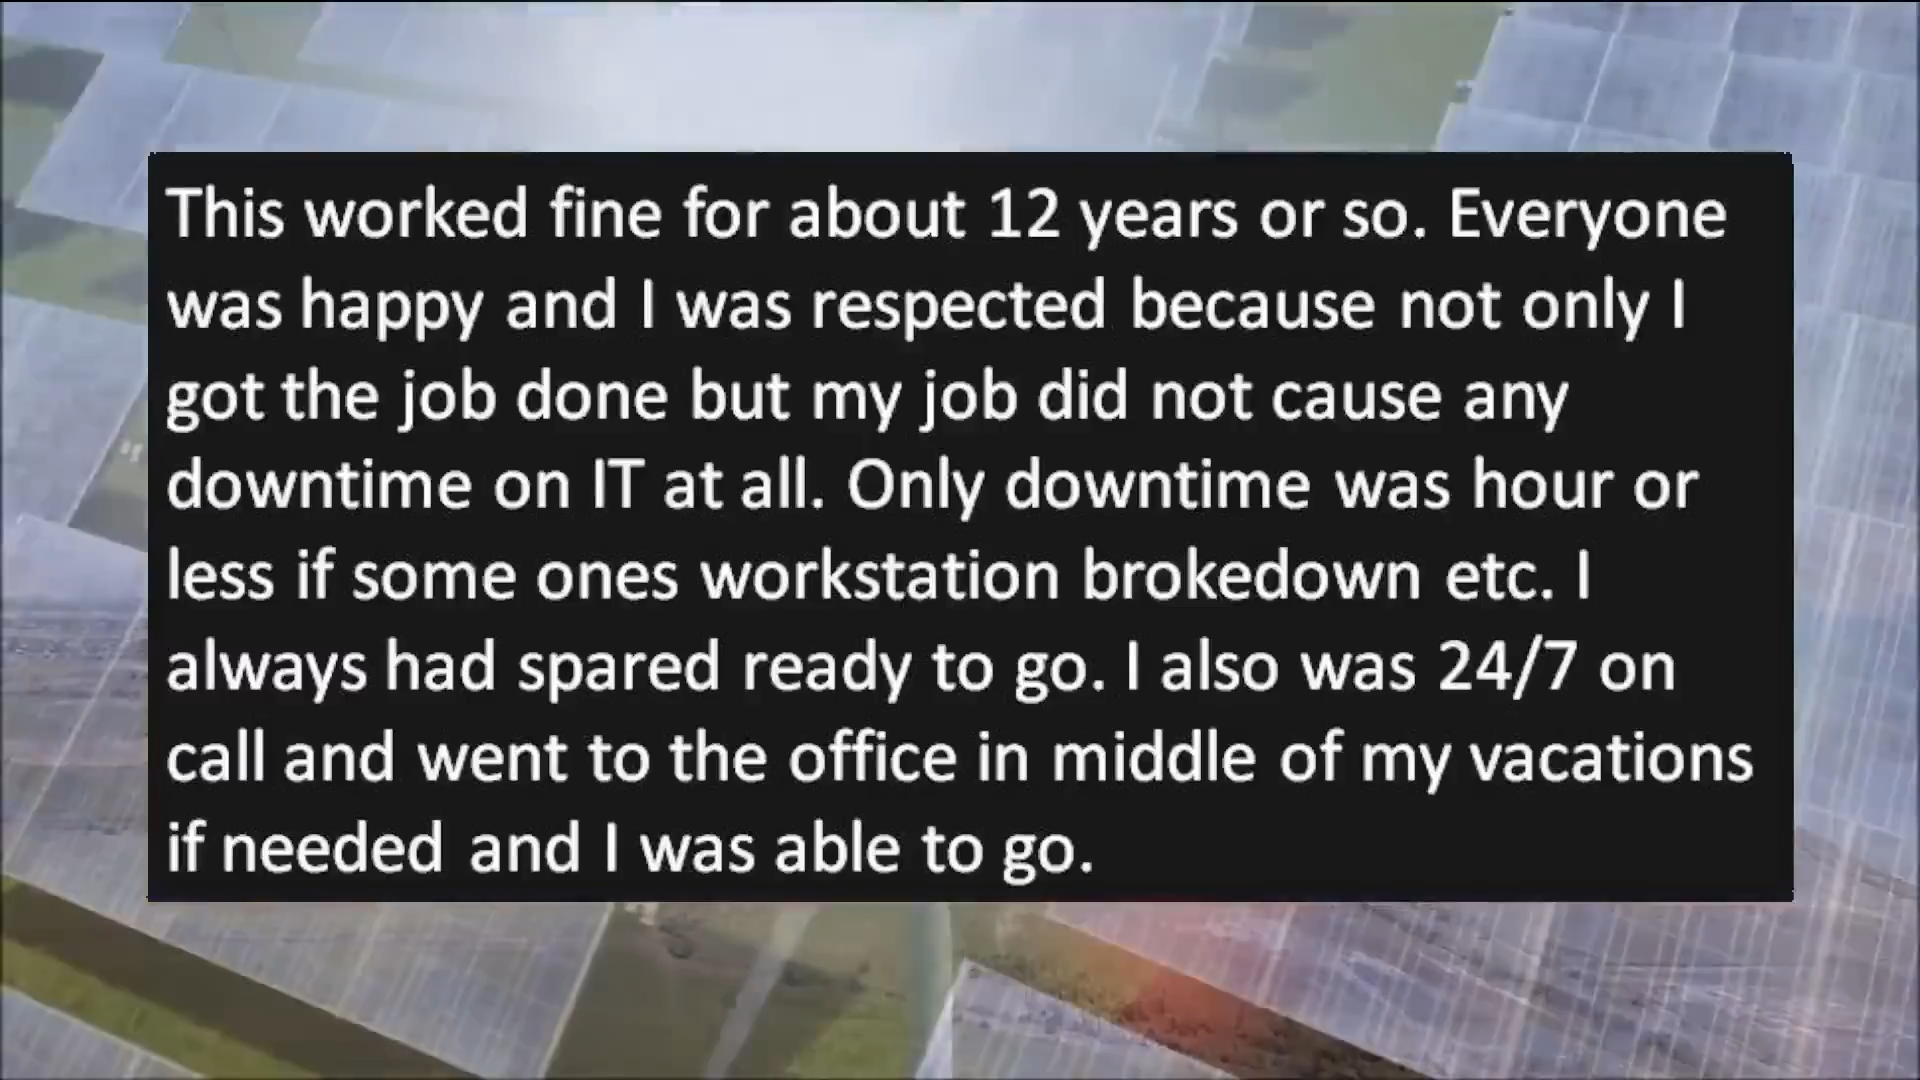 This worked fine for about 12 years or so. Everyone
was happy and I was respected because not only I
got the job done but my job did not cause any
downtime on IT at all. Only downtime was hour or
less if some ones workstation brokedown etc. I
always had spared ready to go. I also was 24/7 on
call and went to the office in middle of my vacations
if needed and I was able to go.